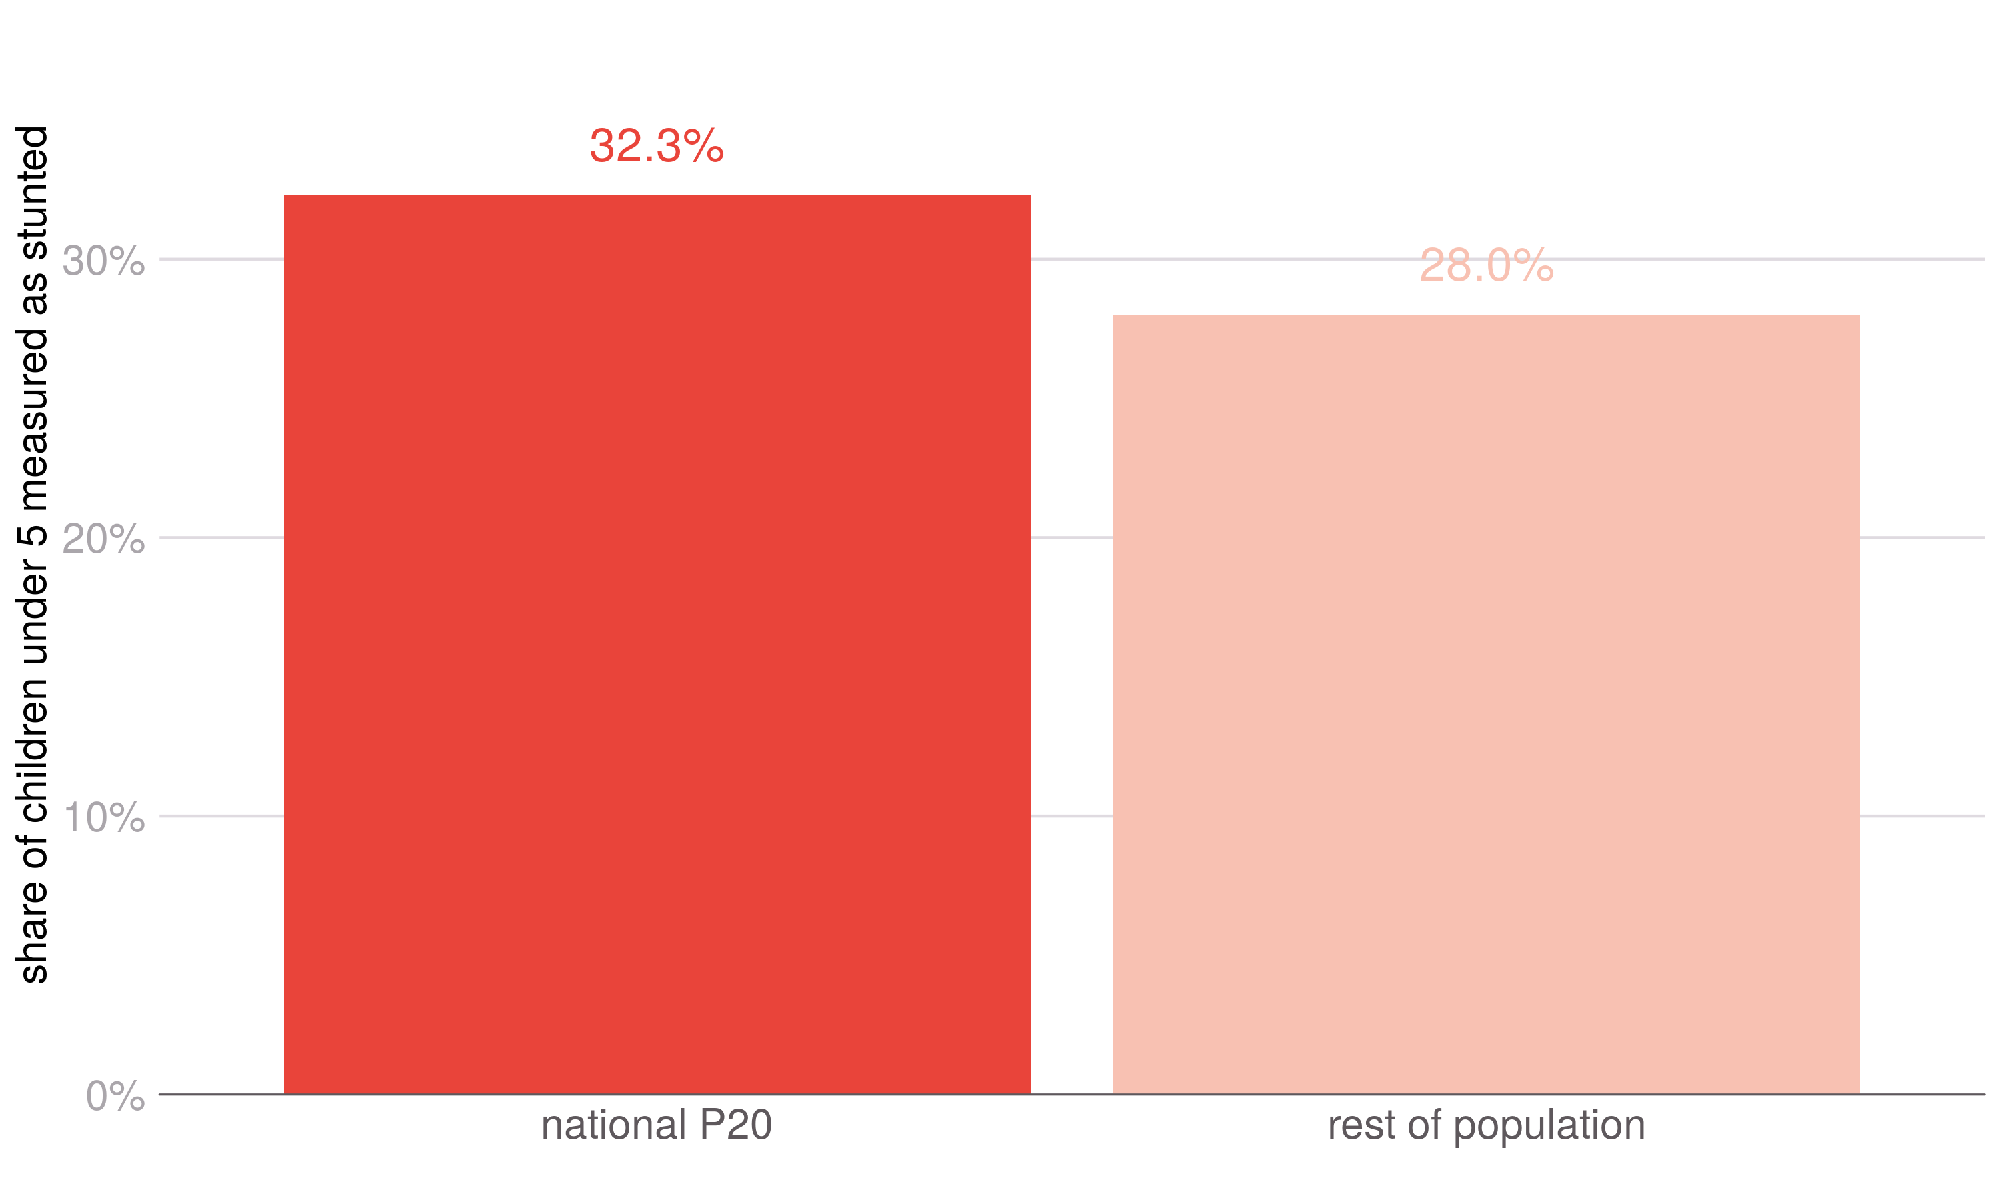 share of children under 5 measured as stunted
32.3%
28.0%
30%
20%
10%
0%
national P20
rest of population